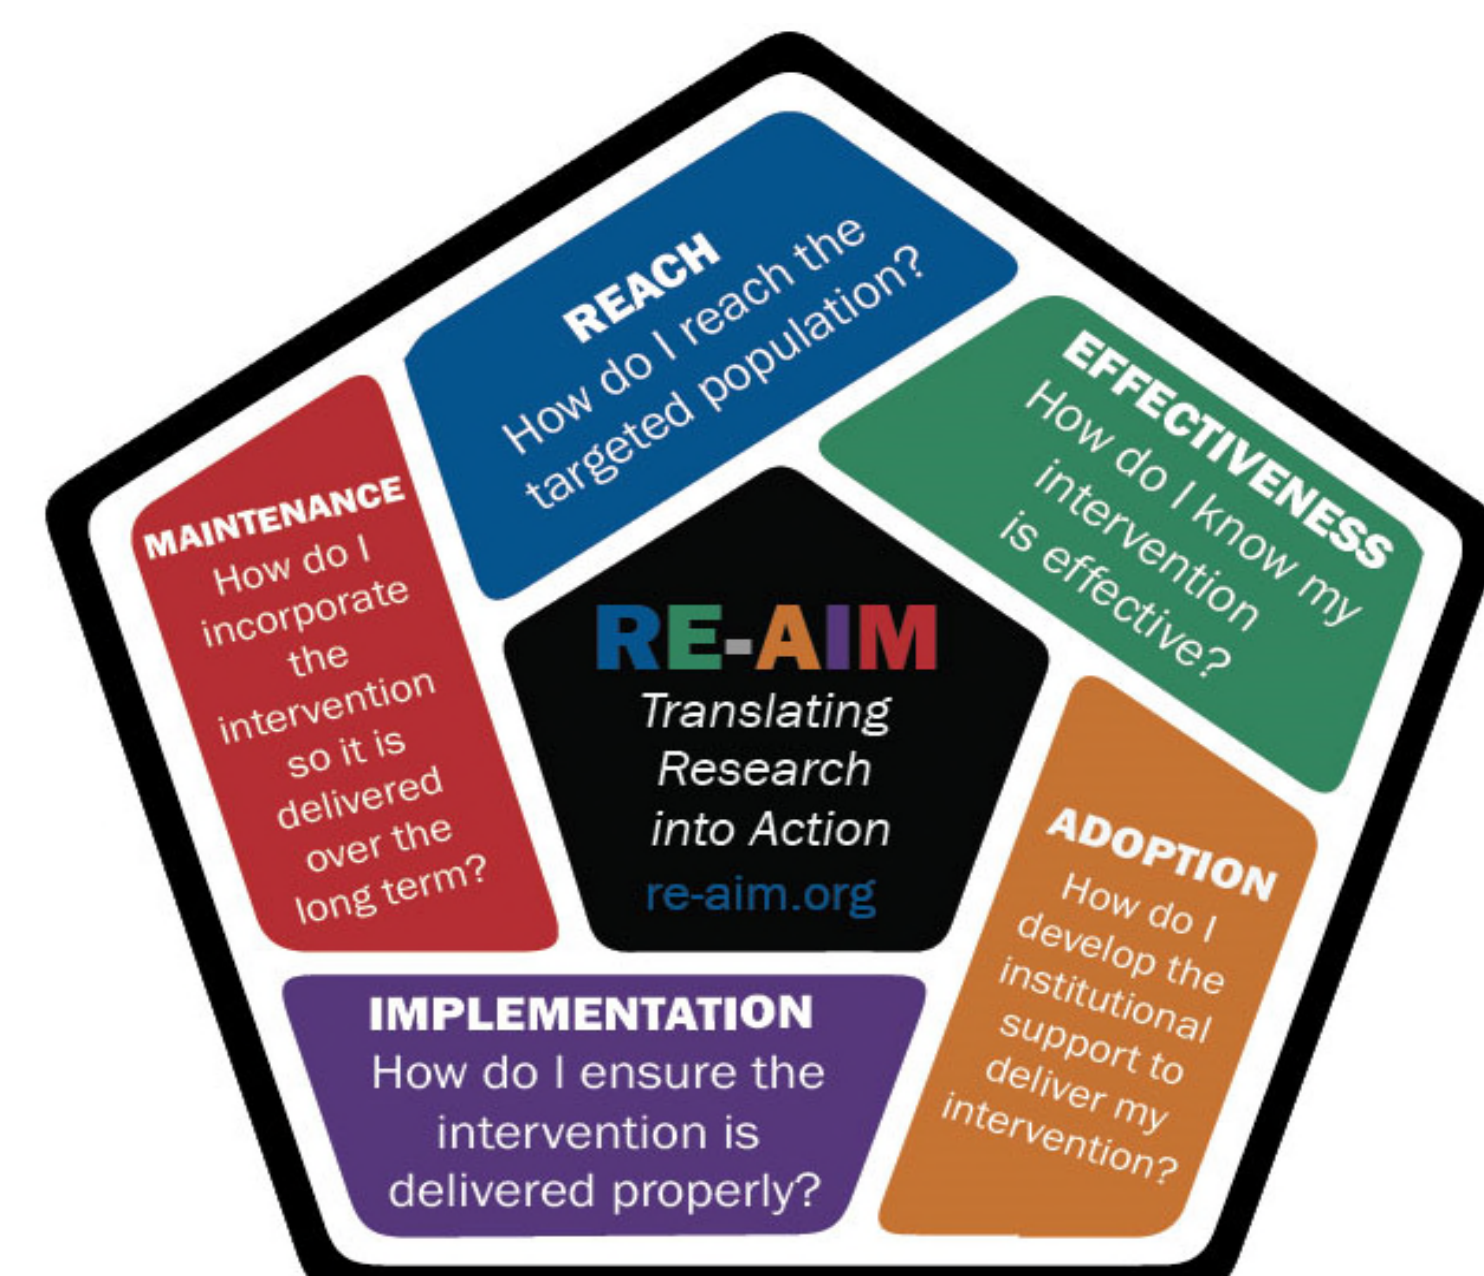 REACH
How do I reach the
targeted population?
EFFECTIVENESS
How do I know my
intervention
is effective?
ADOPTION
How do I
develop the
institutional
support to
deliver my
intervention?
IMPLEMENTATION
How do I ensure the
intervention is
delivered properly?
MAINTENANCE
How do I
incorporate
the
intervention
so it is
delivered
over the
long term?
RE-AIM
Translating
Research
into Action
re-aim.org